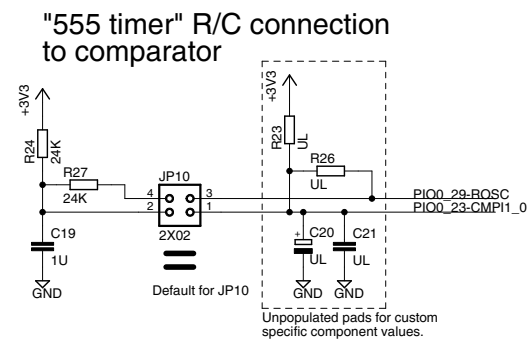 "555 timer" R/C connection
to comparator
+3V3
R24
24K
R27
24K
JP10
4
3
2
1
2X02
C19
1U
GND
Default for JP10
+3V3
R23
UL
R26
UL
PIO0_29-ROSC
PIO0_23-CMPI1_0
+
C20
UL
C21
UL
GND
GND
Unpopulated pads for custom
specific component values.